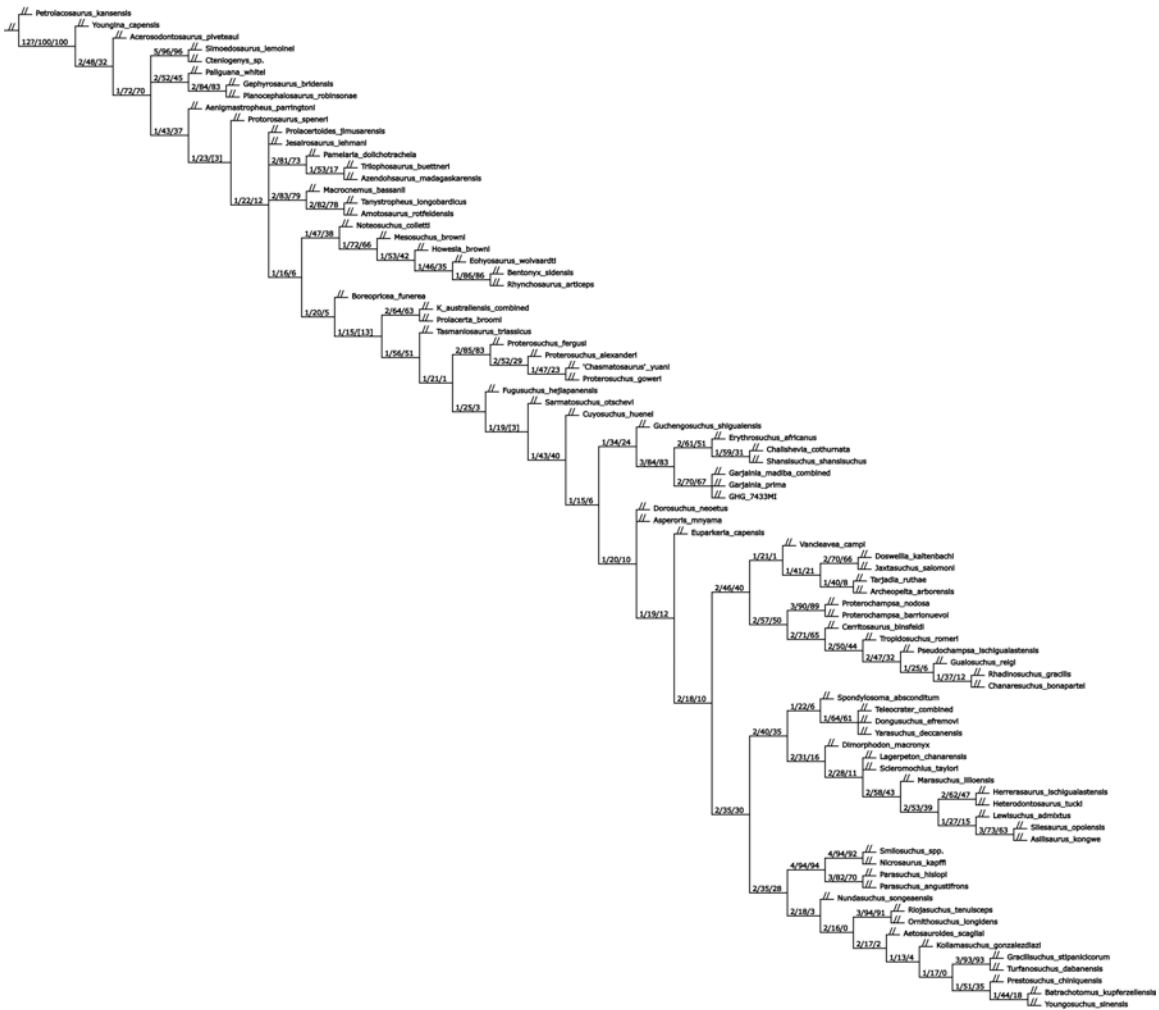 Petrolacosaurus_kansensis
127/100/100
Youngina_capensis
2/48/32
Acerosodontosaurus_piveteaui
1/72/70
5/96/96
Simoedosaurus_lemoinei
Cteniogenys_sp.
2/52/45
Paliguana_whitei
2/84/83
Gephyrosaurus_bridensis
Planocephalosaurus_robinsonae
1/43/37
Aenigmastropheus_parringtoni
1/23/[3]
Protorosaurus_speneri
1/22/12
Prolacertoides_jimusarensis
Jesairosaurus_lehmani
2/81/73
Pamelaria_dolichotrachela
1/53/17
Trilophosaurus_buettneri
Azendohsaurus_madagaskarensis
2/83/79
Macrocnemus_bassanii
2/82/78
Tanystropheus_longobardicus
Amotosaurus_rotfeldensis
1/16/6
1/47/38
Noteosuchus_colletti
1/72/66
Mesosuchus_browni
1/53/42
Howesia_browni
1/46/35
Eohyosaurus_wolvaardti
1/86/86
Bentonyx_sidensis
Rhynchosaurus_articeps
1/20/5
Boreopricea_funerea
1/15/[13]
2/64/63
K_australiensis_combined
Prolacerta_broomi
1/56/51
Tasmaniosaurus_triassicus
1/21/1
2/85/83
Proterosuchus_fergusi
2/52/29
Proterosuchus_alexanderi
1/47/23
'Chasmatosaurus'_yuani
Proterosuchus_goweri
1/25/3
Fugusuchus_hejiapanensis
1/19/[3]
Sarmatosuchus_otschevi
1/43/40
Cuyosuchus_huenei
1/15/6
1/34/24
Guchengosuchus_shiguaiensis
3/84/83
2/61/51
Erythrosuchus_africanus
1/59/31
Chalishevia_cothurnata
Shansisuchus_shansisuchus
2/70/67
Garjainia_madiba_combined
Garjainia_prima
GHG_7433MI
1/20/10
Dorosuchus_neoetus
Asperoris_mnyama
1/19/12
Euparkeria_capensis
2/18/10
2/46/40
1/21/1
Vancleavea_campi
1/41/21
2/70/66
Doswellia_kaltenbachi
Jaxtasuchus_salomoni
1/40/8
Tarjadia_ruthae
Archeopelta_arborensis
2/57/50
3/90/89
Proterochampsa_nodosa
Proterochampsa_barrionuevoi
2/71/65
Cerritosaurus_binsfeldi
2/50/44
Tropidosuchus_romeri
2/47/32
Pseudochampsa_ischigualastensis
1/25/6
Gualosuchus_reigi
1/37/12
Rhadinosuchus_gracilis
Chanaresuchus_bonapartei
2/35/30
2/40/35
1/22/6
Spondylosoma_absconditum
1/64/61
Teleocrater_combined
Dongusuchus_efremovi
Yarasuchus_deccanensis
2/31/16
Dimorphodon_macronyx
2/28/11
Lagerpeton_chanarensis
Scleromochlus_taylori
2/58/43
Marasuchus_lilloensis
2/53/39
2/62/47
Herrerasaurus_ischigualastensis
Heterodontosaurus_tucki
1/27/15
Lewisuchus_admixtus
3/73/63
Silesaurus_opolensis
Asilisaurus_kongwe
2/35/28
4/94/94
4/94/92
Smilosuchus_spp.
Nicrosaurus_kapffi
3/82/70
Parasuchus_hislopi
Parasuchus_angustifrons
2/18/3
Nundasuchus_songeaensis
2/16/0
3/94/91
Riojasuchus_tenuisceps
Ornithosuchus_longidens
2/17/2
Aetosauroides_scagliai
1/13/4
Koilamasuchus_gonzalezdiazi
1/17/0
3/93/93
Gracilisuchus_stipanicicorum
Turfanosuchus_dabanensis
1/51/35
Prestosuchus_chiniquensis
1/44/18
Batrachotomus_kupferzellensis
Youngosuchus_sinensis